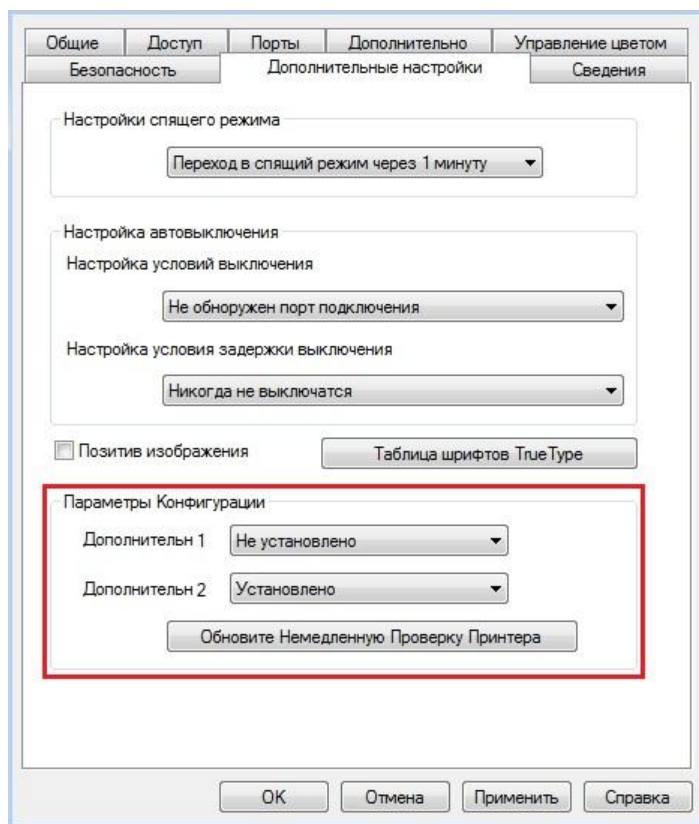 Общие Доступ Порты Дополнительно Управление цветом
Безопасность Дополнительные настройки Сведения
Настройки спящего режима
Переход в спящий режим через 1 минуту
Настройка автовыключения
Настройка условий выключения
Не обноружен порт подключения
Настройка условия задержки выключения
Никогда не выключатся
Позитив изображения Таблица шрифтов TrueType
Параметры Конфигурации
Дополнительн 1 Не установлено
Дополнительн 2 Установлено
Обновите Немедленную Проверку Принтера
OK Отмена Применить Справка